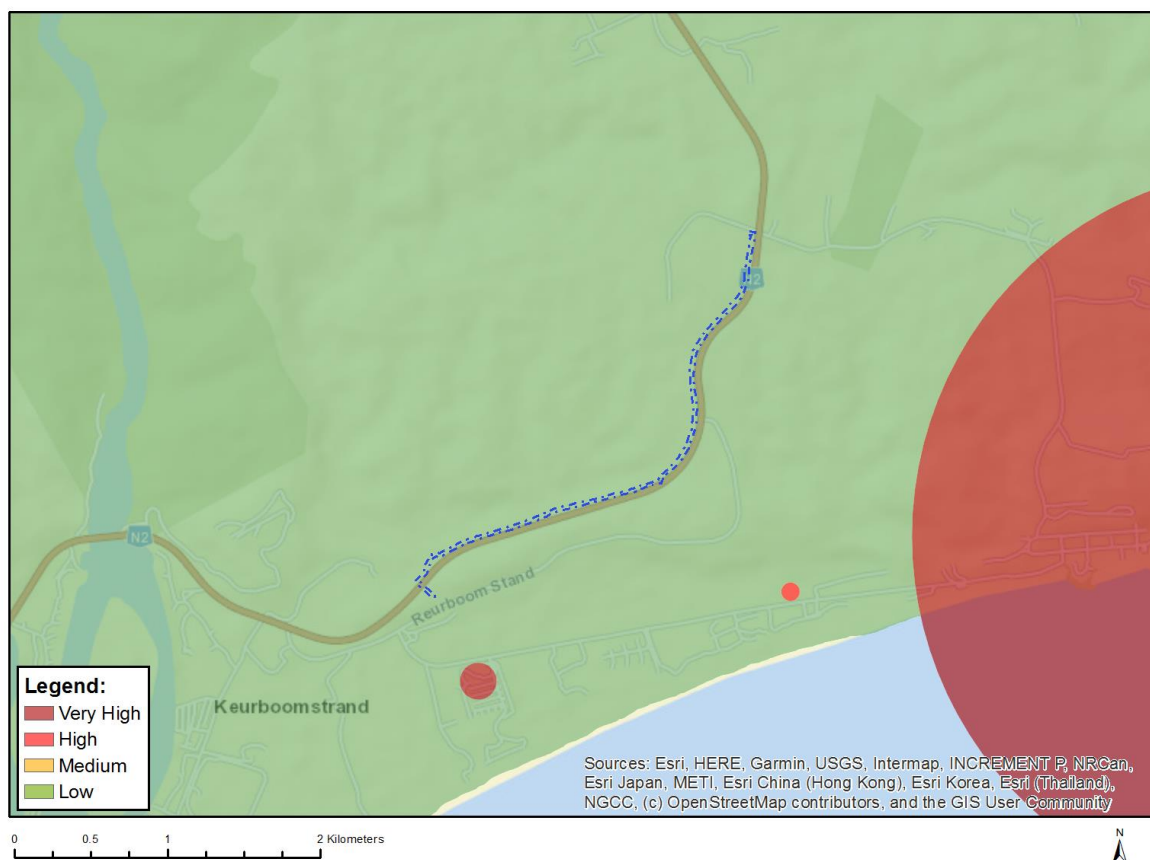 N2
N2
Reurboom Stand
Keurboomstrand
Legend:
Very High
High
Medium
Low
Sources: Esri, HERE, Garmin, USGS, Intermap, INCREMENT P, NRCan,
Esri Japan, METI, Esri China (Hong Kong), Esri Korea, Esri (Thailand),
NGCC, (c) OpenStreetMap contributors, and the GIS User Community
0 0.5 1 2 Kilometers
N